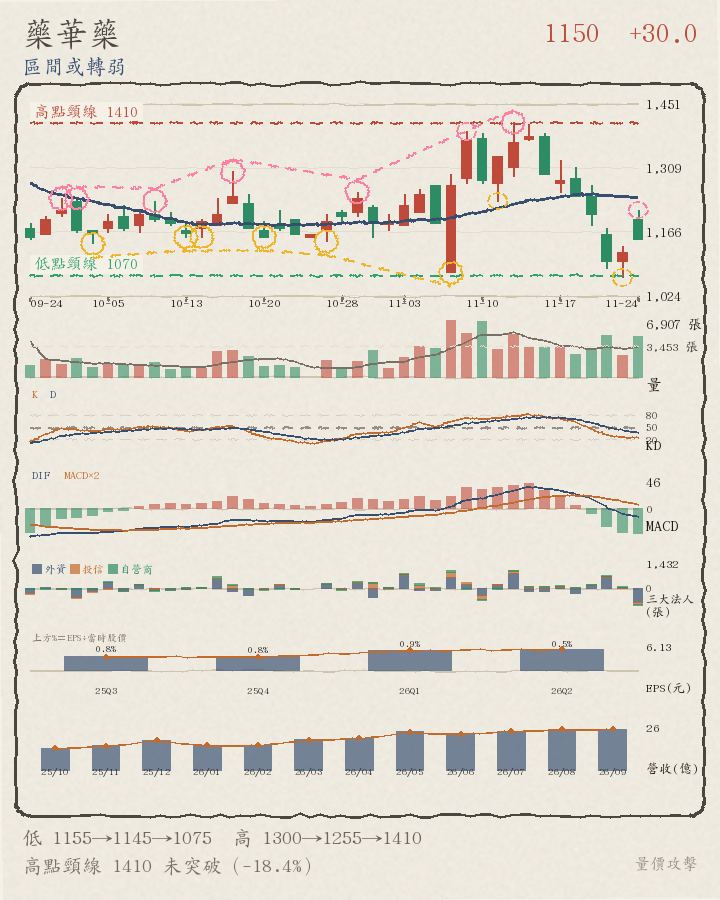 藥華藥
1150 +30.0
區間或轉弱
高點頸線 1410
1,451
1,309
1,166
低點頸線 1070
1,024
09-24 10-05 10-13 10-20 10-28 11-03 11-10 11-17 11-24
6,907 張
3,453 張
量
K D
80
50
20
KD
DIF MACD×2
46
0
MACD
外資 投信 自營商
1,432
0
三大法人
(張)
上方%=EPS÷當時股價
0.8% 0.8% 0.9% 0.5%
6.13
25Q3 25Q4 26Q1 26Q2
EPS(元)
26
25/10 25/11 25/12 26/01 26/02 26/03 26/04 26/05 26/06 26/07 26/08 26/09
營收(億)
低 1155→1145→1075 高 1300→1255→1410
高點頸線 1410 未突破 (-18.4%)
量價攻擊